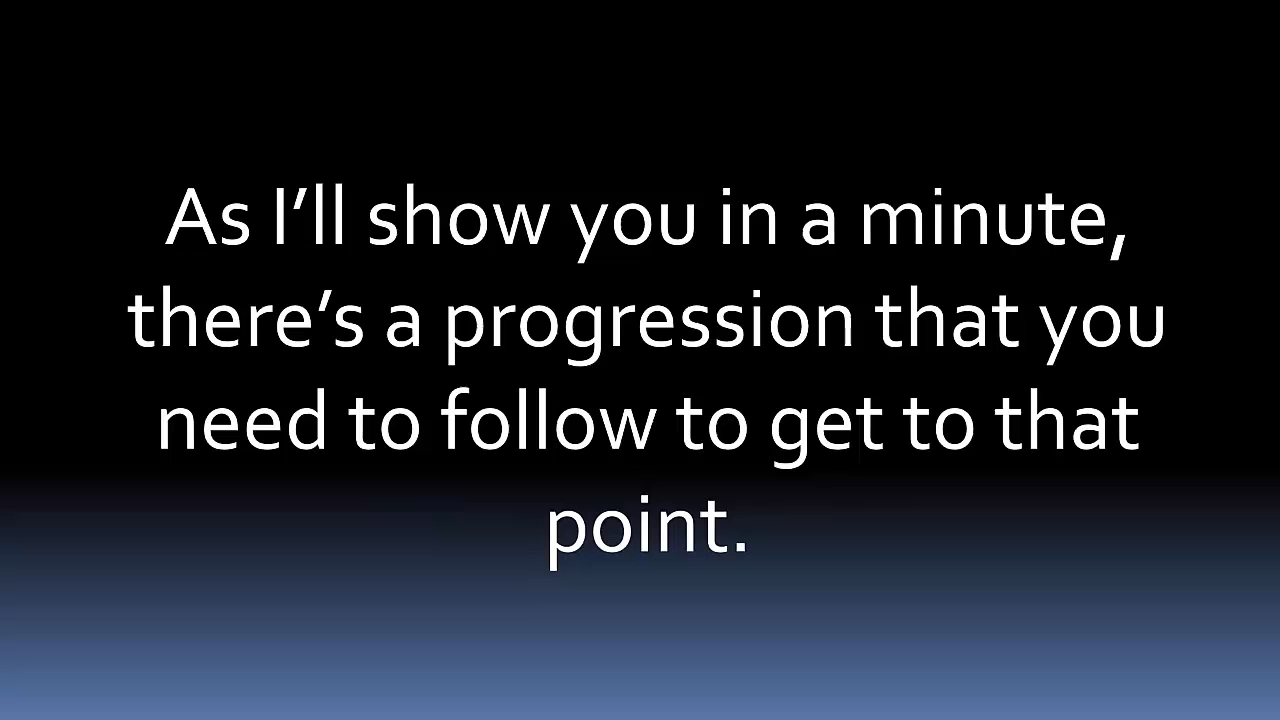 As I’ll show you in a minute,
there’s a progression that you
need to follow to get to that
point.